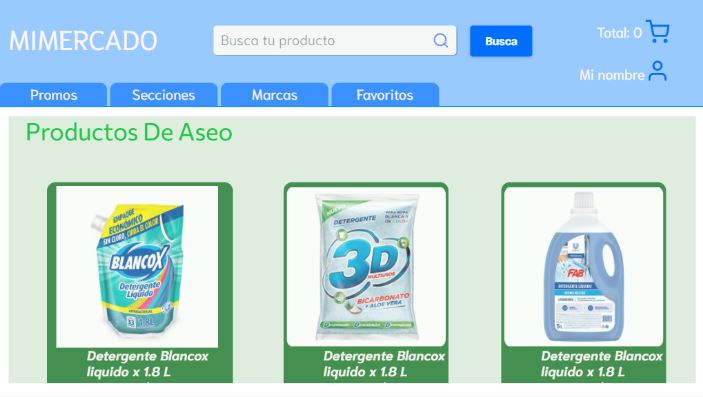 MIMERCADO
Busca tu producto
Busca
Total: 0
Mi nombre
Promos
Secciones
Marcas
Favoritos
Productos De Aseo
EMPAQUE
ECONÓMICO
SIN CLORO, CUIDA EL COLOR
BLANCOX
Detergente
Líquido
1.8L
DETERGENTE
3D
MULTIUSOS
BICARBONATO
+ ALOE VERA
FAB
DETERGENTE LÍQUIDO
Detergente Blancox
liquido x 1.8 L
Detergente Blancox
liquido x 1.8 L
Detergente Blancox
liquido x 1.8 L